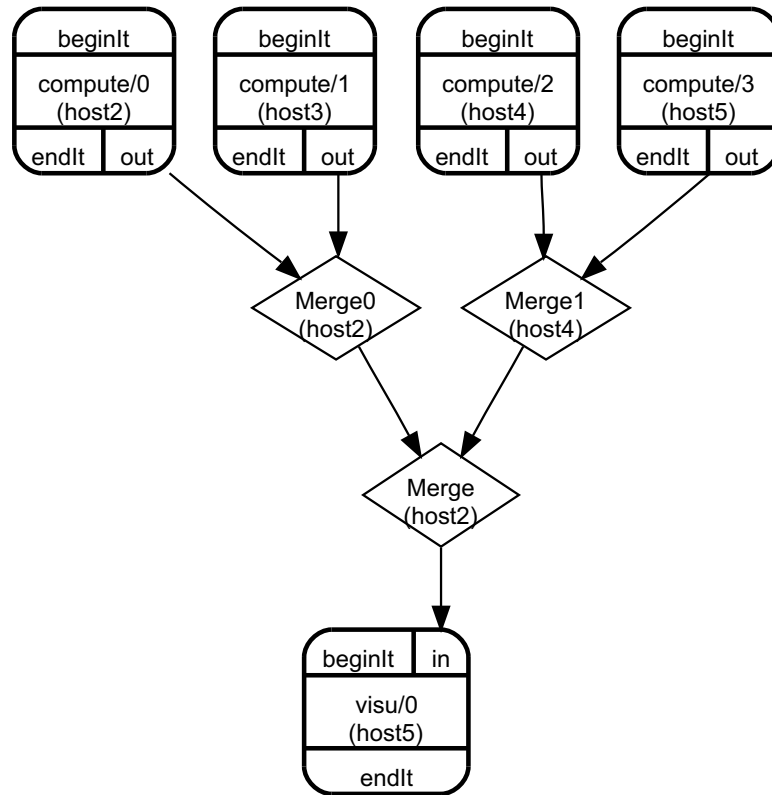 beginIt
compute/0
(host2)
endIt
out
beginIt
compute/1
(host3)
endIt
out
beginIt
compute/2
(host4)
endIt
out
beginIt
compute/3
(host5)
endIt
out
Merge0
(host2)
Merge1
(host4)
Merge
(host2)
beginIt
in
visu/0
(host5)
endIt